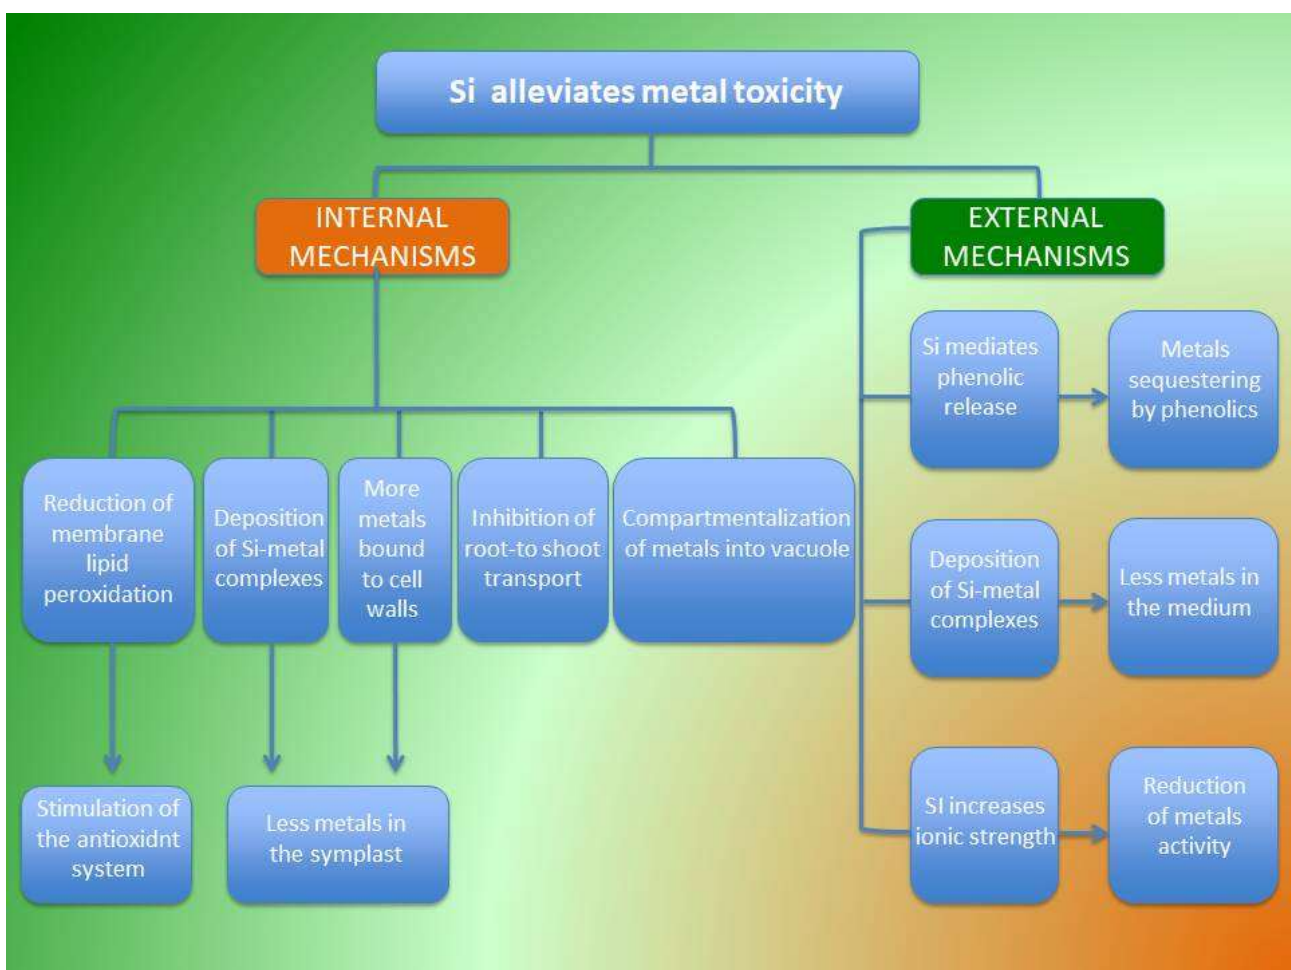 Si alleviates metal toxicity
INTERNAL
MECHANISMS
EXTERNAL
MECHANISMS
Si mediates
phenolic
release
Metals
sequestering
by phenolics
Reduction of
membrane
lipid
peroxidation
Deposition
of Si-metal
complexes
More
metals
bound
to cell
walls
Inhibition of
root-to shoot
transport
Compartmentalization
of metals into vacuole
Deposition
of Si-metal
complexes
Less metals in
the medium
Stimulation of
the antioxidnt
system
Less metals in
the symplast
SI increases
ionic strength
Reduction
of metals
activity